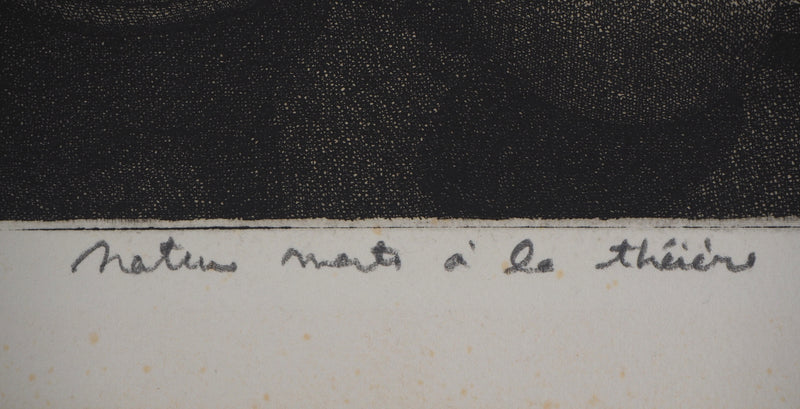 Nature morte à la théière